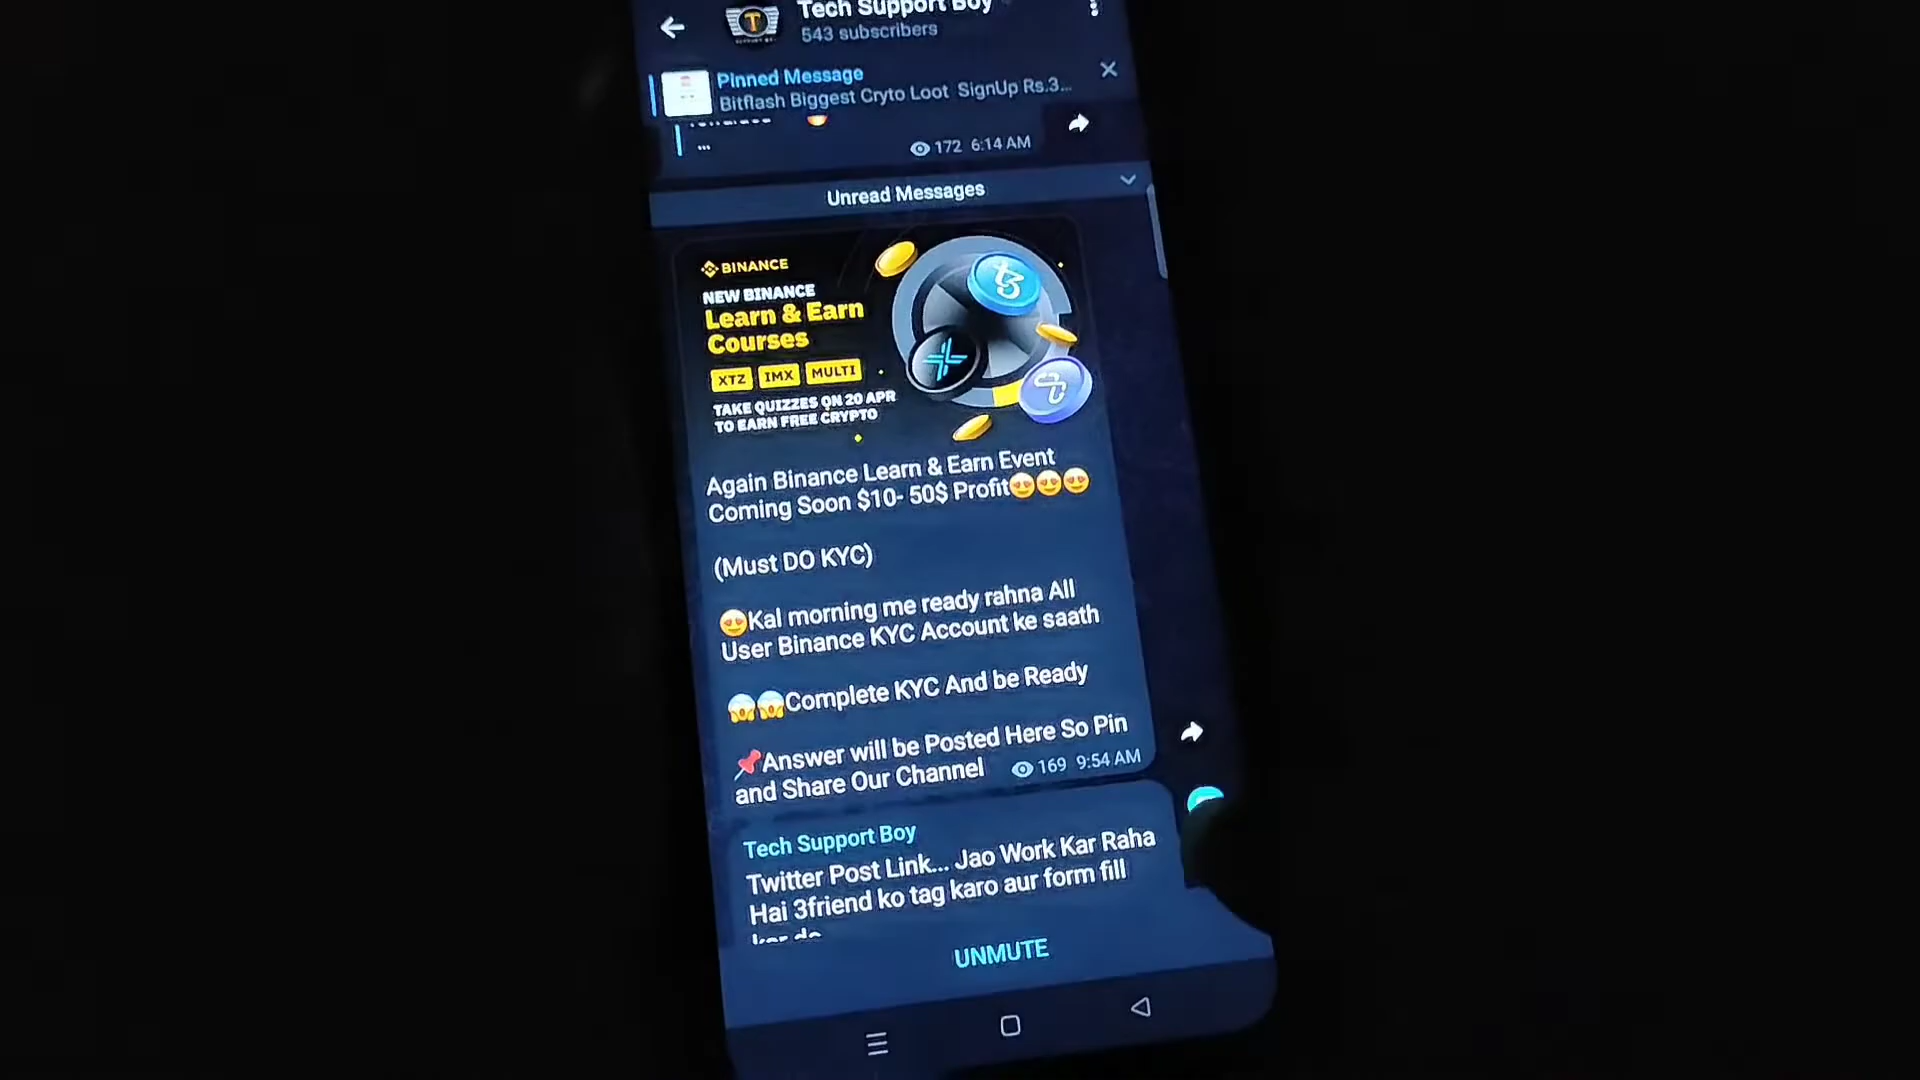 Tech Support Boy
543 subscribers
Pinned Message
Bitflash Biggest Cryto Loot SignUp Rs.3...
...
172 6:14 AM
Unread Messages
BINANCE
NEW BINANCE
Learn & Earn
Courses
XTZ IMX MULTI
TAKE QUIZZES ON 20 APR
TO EARN FREE CRYPTO
Again Binance Learn & Earn Event
Coming Soon $10- 50$ Profit😍😍😍
(Must DO KYC)
😍Kal morning me ready rahna All
User Binance KYC Account ke saath
😱😱Complete KYC And be Ready
📌Answer will be Posted Here So Pin
and Share Our Channel 169 9:54 AM
Tech Support Boy
Twitter Post Link... Jao Work Kar Raha
Hai 3friend ko tag karo aur form fill
UNMUTE